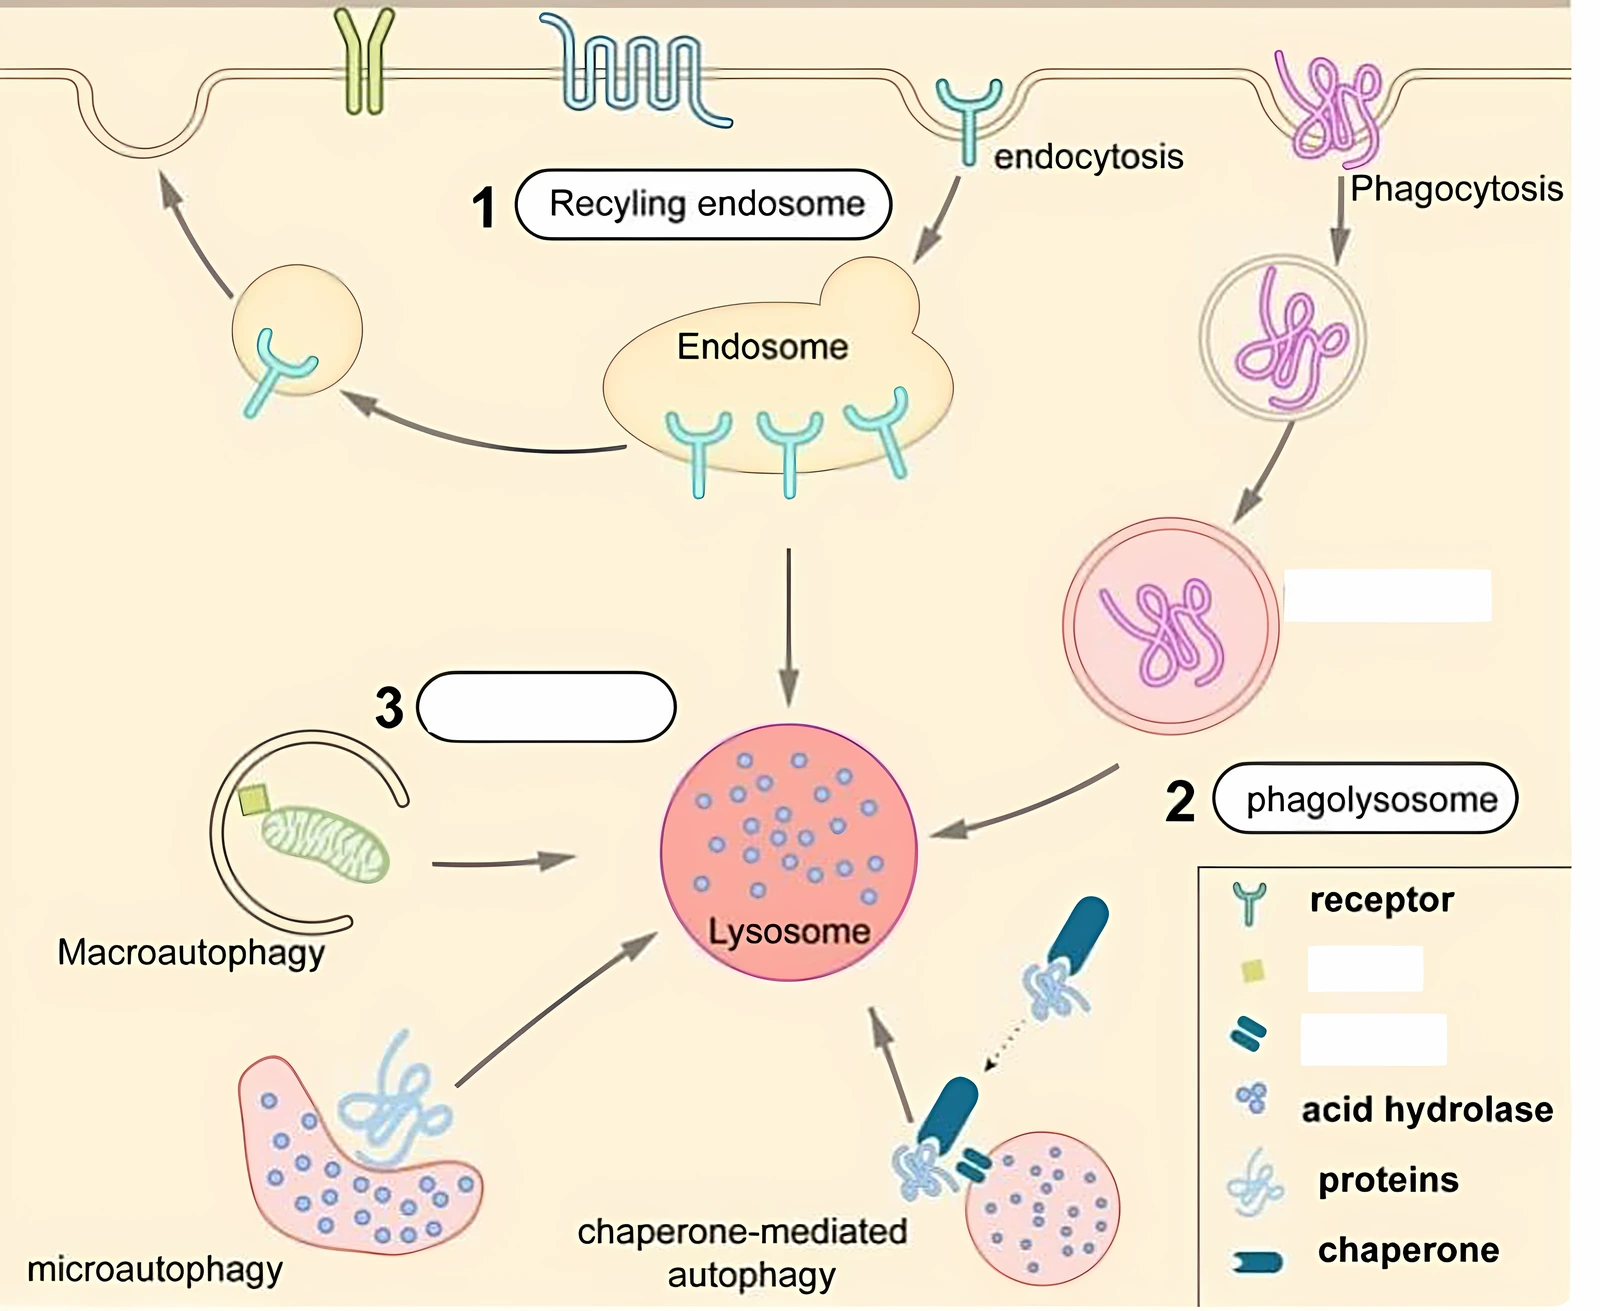 endocytosis
Phagocytosis
1 Recyling endosome
Endosome
3
2 phagolysosome
Macroautophagy
Lysosome
receptor
acid hydrolase
proteins
chaperone
microautophagy
chaperone-mediated
autophagy